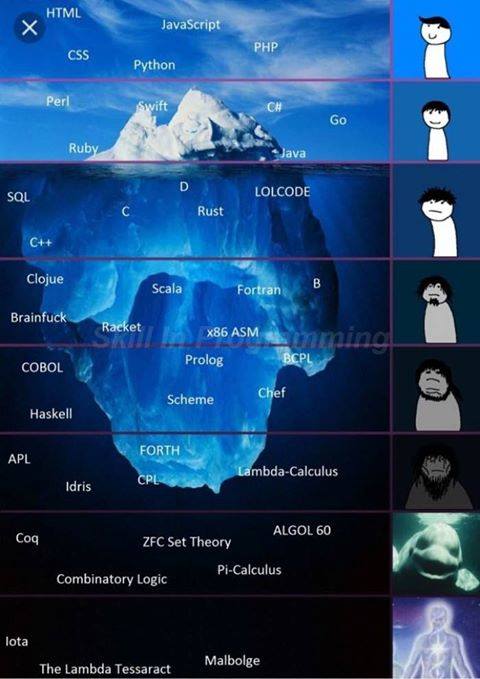 HTML
JavaScript
CSS
Python
PHP
Perl
Swift
C#
Go
Ruby
Java
SQL
D
LOLCODE
C
Rust
C++
Clojue
Scala
Fortran
B
Brainfuck
Racket
x86 ASM
Skill In Programming
COBOL
Prolog
BCPL
Scheme
Chef
Haskell
APL
FORTH
Lambda-Calculus
Idris
CPL
Coq
ZFC Set Theory
ALGOL 60
Combinatory Logic
Pi-Calculus
Iota
The Lambda Tessaract
Malbolge